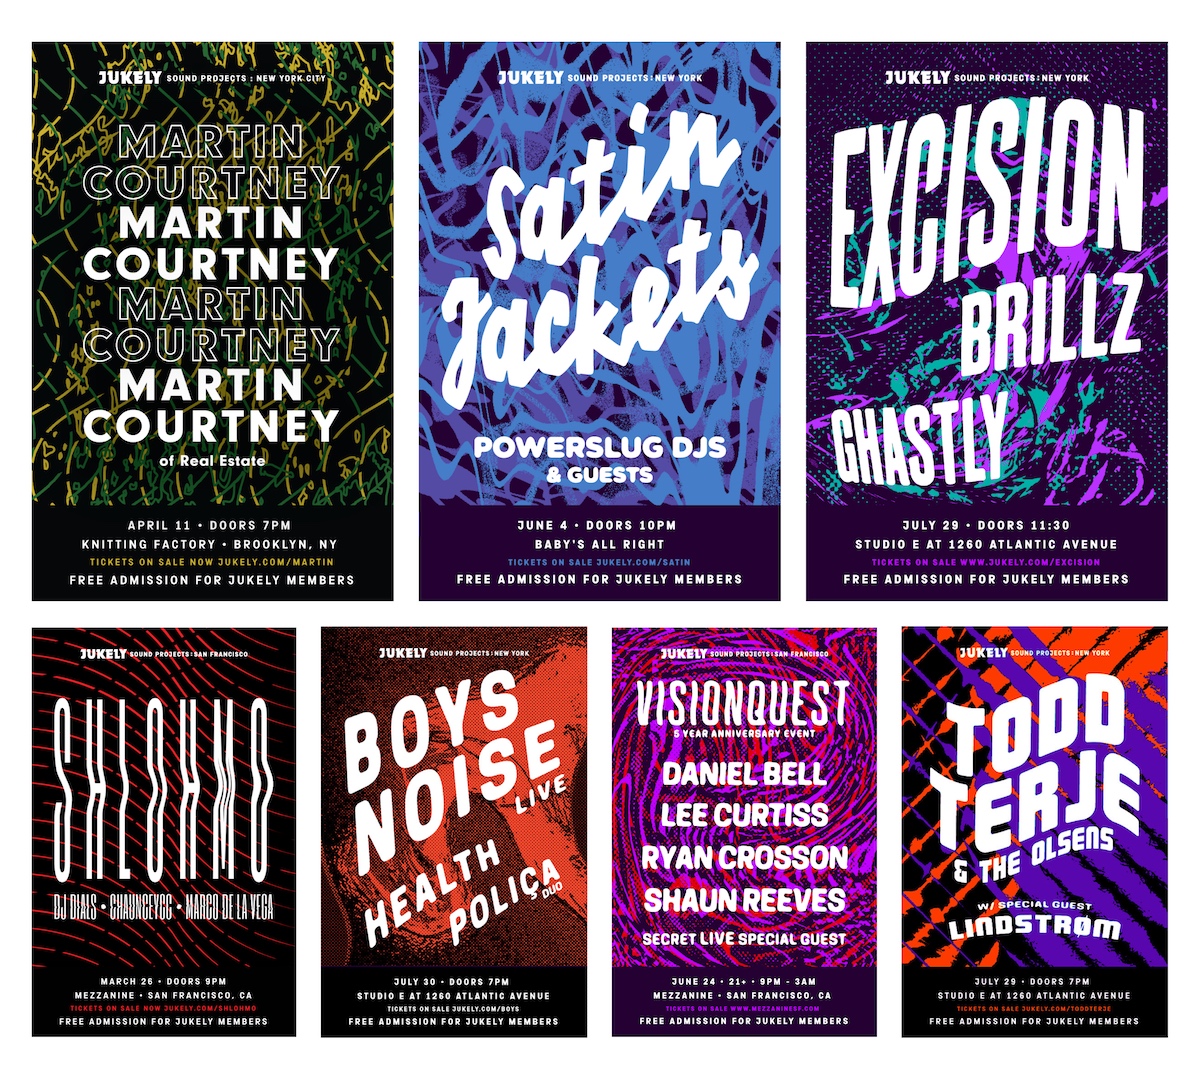 JUKELY SOUND PROJECTS : NEW YORK CITY
MARTIN
COURTNEY
MARTIN
COURTNEY
MARTIN
COURTNEY
MARTIN
COURTNEY
of Real Estate
APRIL 11 • DOORS 7PM
KNITTING FACTORY • BROOKLYN, NY
TICKETS ON SALE NOW JUKELY.COM/MARTIN
FREE ADMISSION FOR JUKELY MEMBERS
JUKELY SOUND PROJECTS : NEW YORK
Satin
Jackets
POWERSLUG DJS
& GUESTS
JUNE 4 • DOORS 10PM
BABY'S ALL RIGHT
TICKETS ON SALE JUKELY.COM/SATIN
FREE ADMISSION FOR JUKELY MEMBERS
JUKELY SOUND PROJECTS : NEW YORK
EXCISION
BRILLZ
GHASTLY
JULY 29 • DOORS 11:30
STUDIO E AT 1260 ATLANTIC AVENUE
TICKETS ON SALE WWW.JUKELY.COM/EXCISION
FREE ADMISSION FOR JUKELY MEMBERS
JUKELY SOUND PROJECTS : SAN FRANCISCO
SHLOHMO
DJ DIALS • CHAUNCEYCC • MARCO DE LA VEGA
MARCH 26 • DOORS 9PM
MEZZANINE • SAN FRANCISCO, CA
TICKETS ON SALE NOW JUKELY.COM/SHLOHMO
FREE ADMISSION FOR JUKELY MEMBERS
JUKELY SOUND PROJECTS : NEW YORK
BOYS
NOISE
LIVE
HEALTH
POLIÇA
DUO
JULY 30 • DOORS 7PM
STUDIO E AT 1260 ATLANTIC AVENUE
TICKETS ON SALE JUKELY.COM/BOYS
FREE ADMISSION FOR JUKELY MEMBERS
JUKELY SOUND PROJECTS : SAN FRANCISCO
VISIONQUEST
5 YEAR ANNIVERSARY EVENT
DANIEL BELL
LEE CURTISS
RYAN CROSSON
SHAUN REEVES
SECRET LIVE SPECIAL GUEST
JUNE 24 • 21+ • 9PM - 3AM
MEZZANINE • SAN FRANCISCO, CA
TICKETS ON SALE WWW.MEZZANINESF.COM
FREE ADMISSION FOR JUKELY MEMBERS
JUKELY SOUND PROJECTS : NEW YORK
TODD
TERJE
& THE OLSENS
W/ SPECIAL GUEST
LINDSTRØM
JULY 29 • DOORS 7PM
STUDIO E AT 1260 ATLANTIC AVENUE
TICKETS ON SALE JUKELY.COM/TODDTERJE
FREE ADMISSION FOR JUKELY MEMBERS